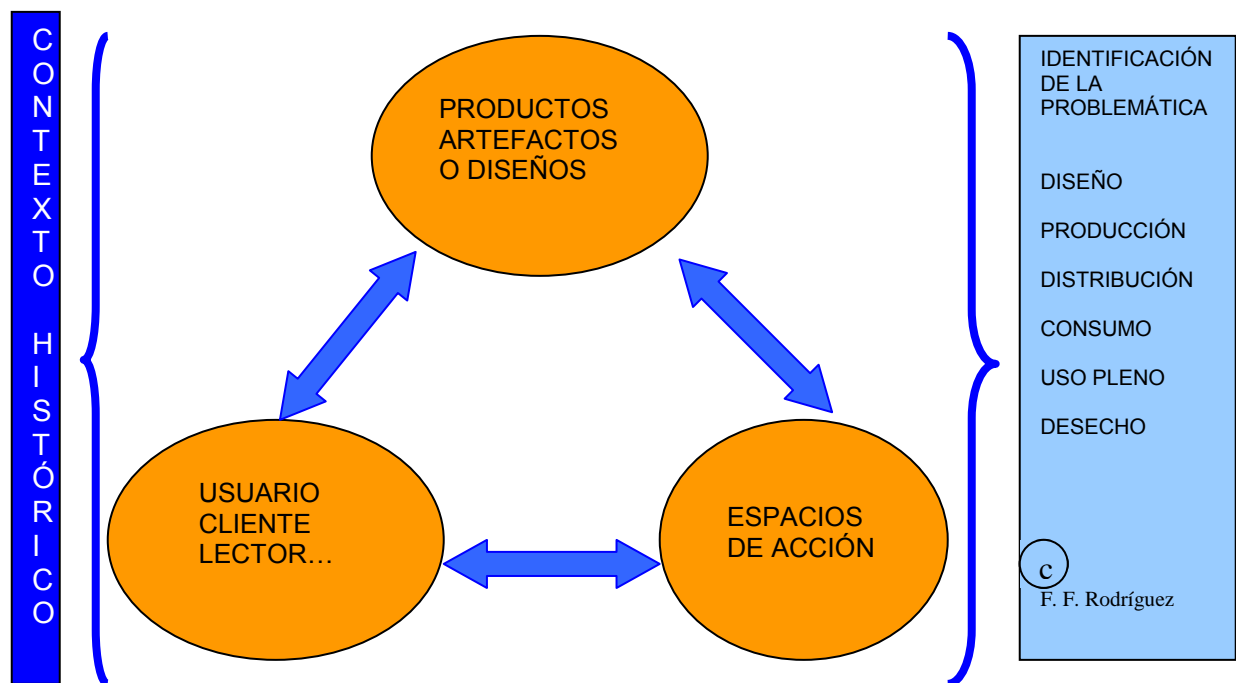 CONTEXTO HISTÓRICO
PRODUCTOS
ARTEFACTOS
O DISEÑOS
USUARIO
CLIENTE
LECTOR…
ESPACIOS
DE ACCIÓN
IDENTIFICACIÓN
DE LA
PROBLEMÁTICA
DISEÑO
PRODUCCIÓN
DISTRIBUCIÓN
CONSUMO
USO PLENO
DESECHO
c
F. F. Rodríguez